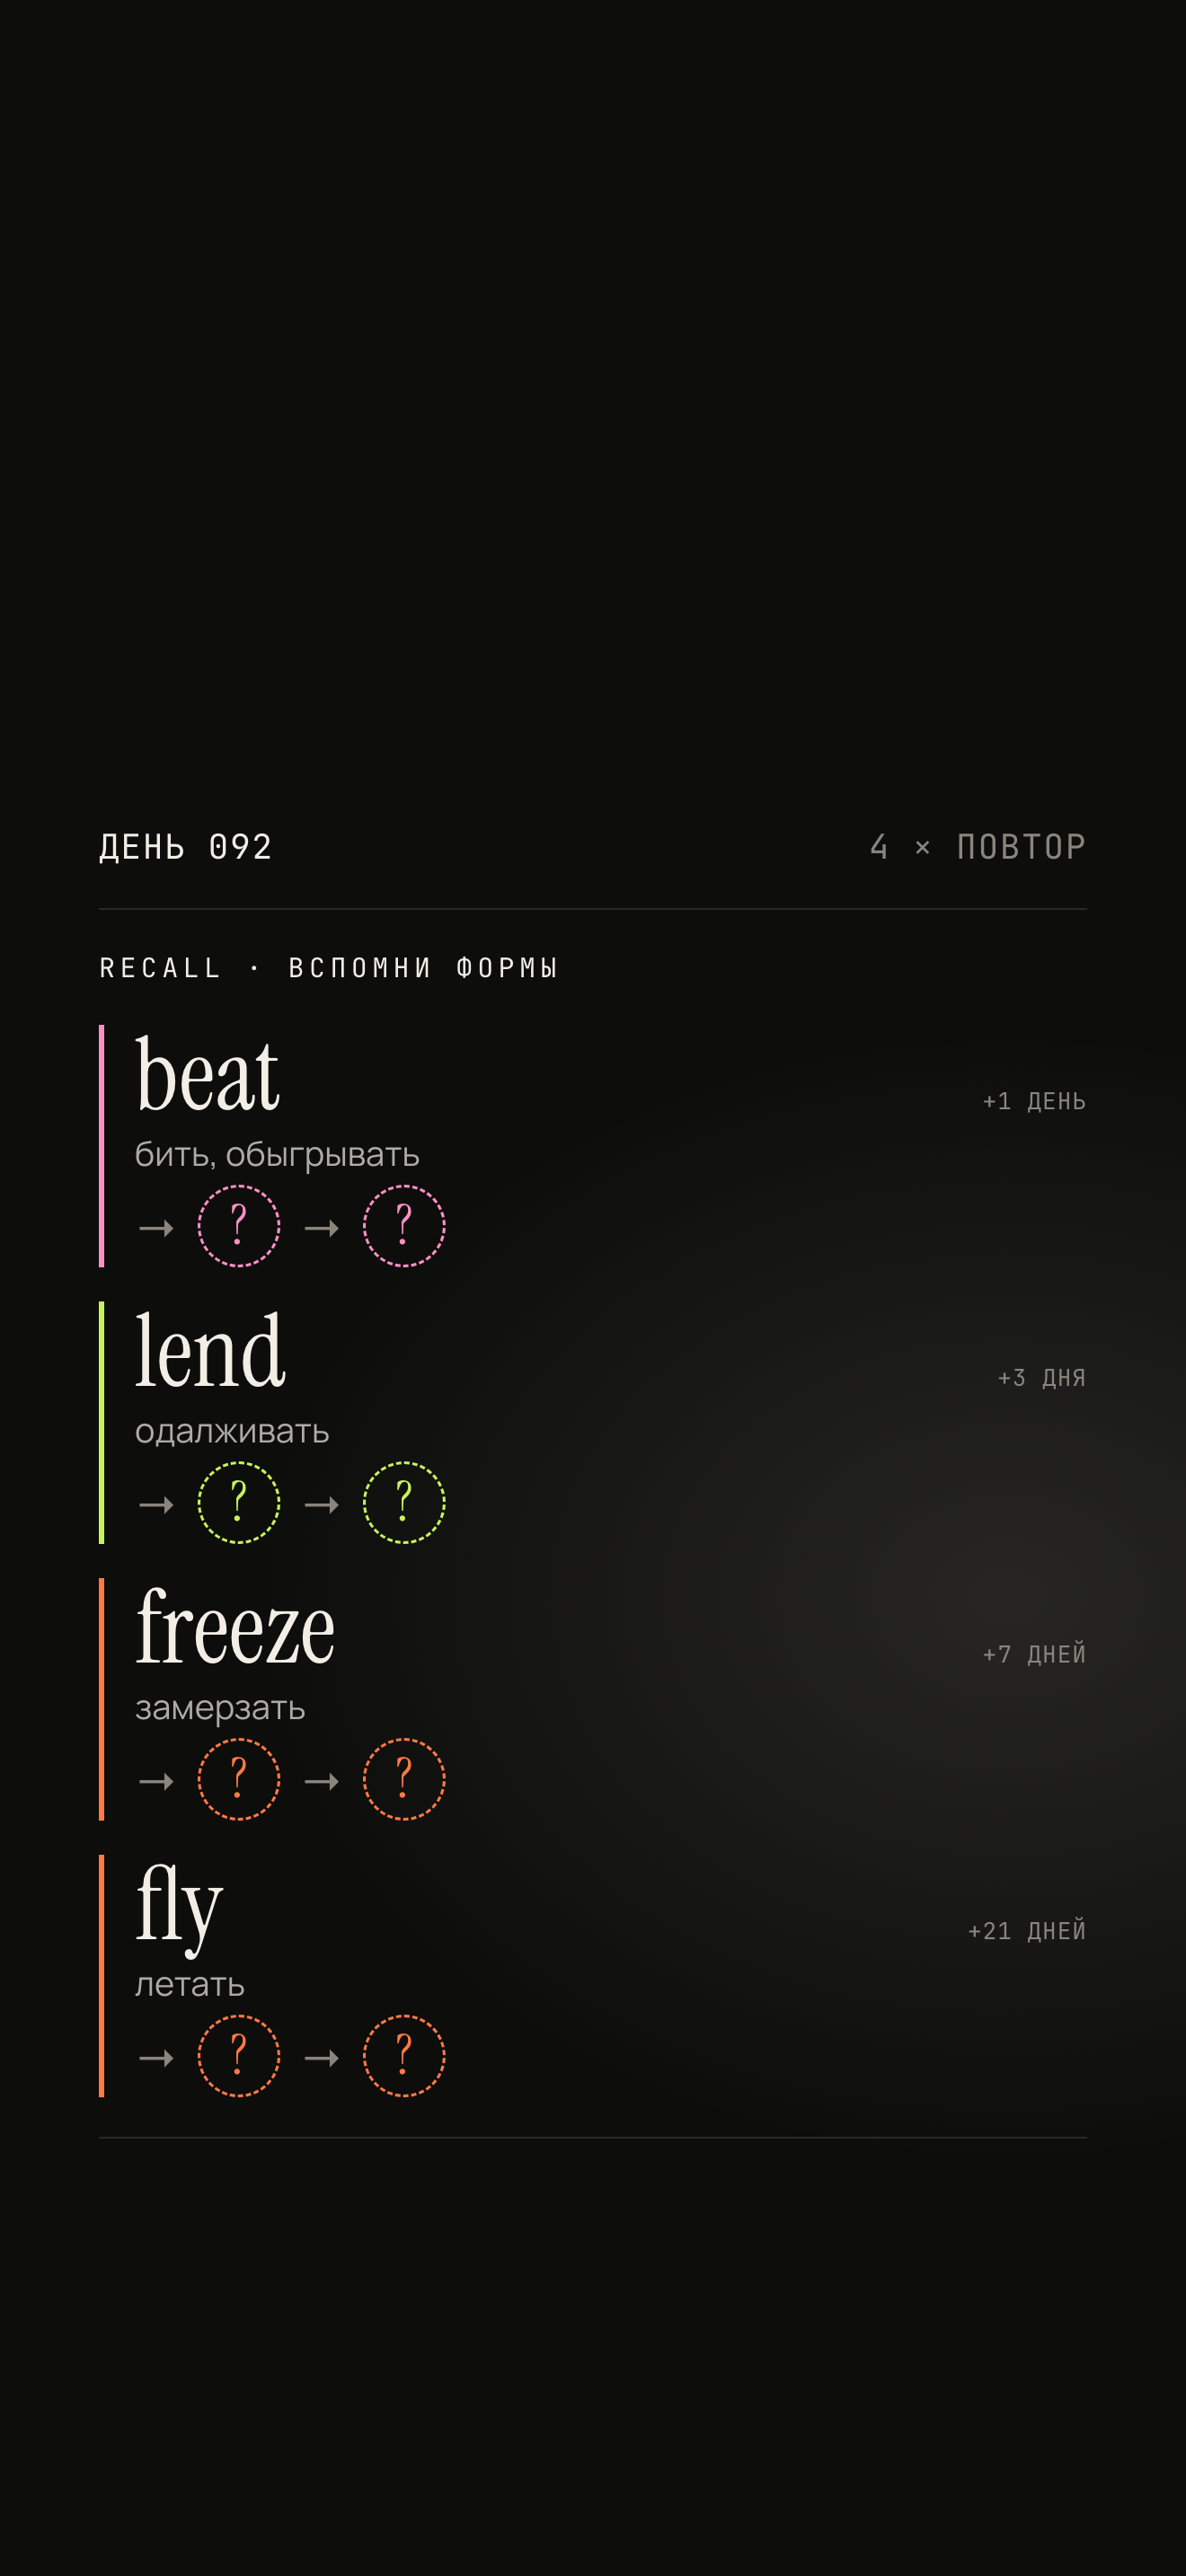 ДЕНЬ 092
4 × ПОВТОР
RECALL · ВСПОМНИ ФОРМЫ
beat
+1 ДЕНЬ
бить, обыгрывать
→ ? → ?
lend
+3 ДНЯ
одалживать
→ ? → ?
freeze
+7 ДНЕЙ
замерзать
→ ? → ?
fly
+21 ДНЕЙ
летать
→ ? → ?